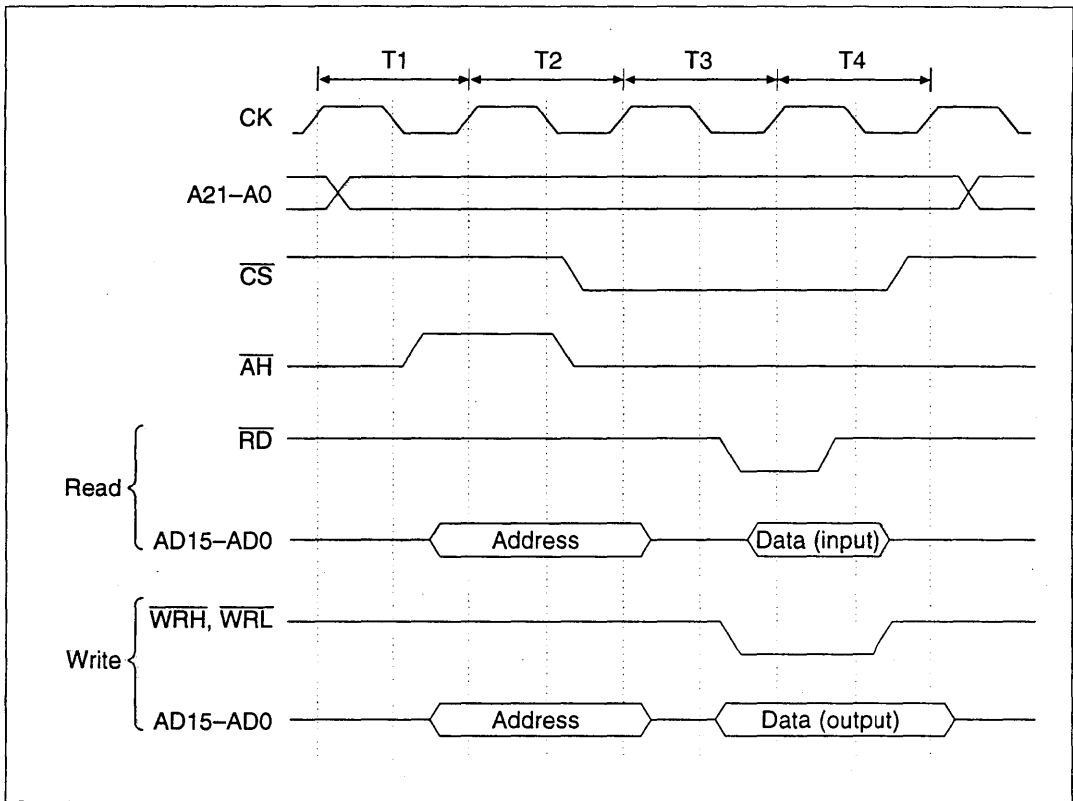 T1 T2 T3 T4
CK
A21–A0
CS
AH
Read
RD
AD15–AD0 Address Data (input)
Write
WRH, WRL
AD15–AD0 Address Data (output)